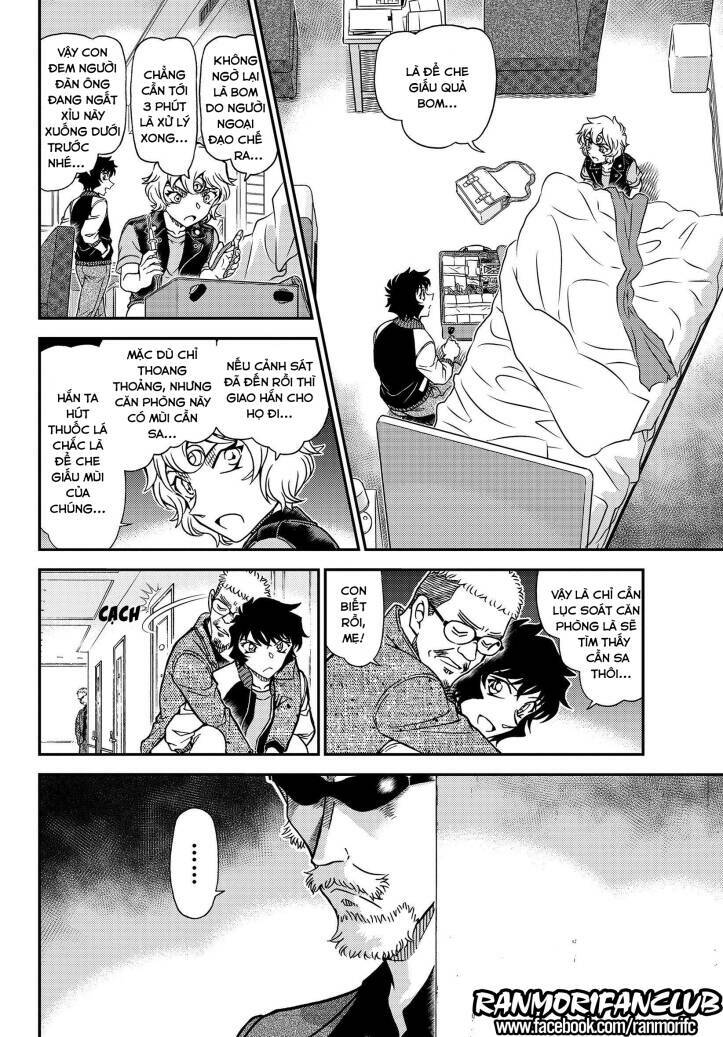 LÀ ĐỂ CHE
GIẤU QUẢ
BOM...
KHÔNG
NGỜ LẠI
LÀ BOM
DO NGƯỜI
NGOẠI
ĐẠO CHẾ
RA...
CHẲNG
CẦN TỚI
3 PHÚT
LÀ XỬ LÝ
XONG...
VẬY CON
ĐEM NGƯỜI
ĐÀN ÔNG
ĐANG NGẤT
XỈU NÀY
XUỐNG DƯỚI
TRƯỚC
NHÉ...
NẾU CẢNH SÁT
ĐÃ ĐẾN RỒI THÌ
GIAO HẮN CHO
HỌ ĐI...
MẶC DÙ CHỈ
THOANG
THOẢNG, NHƯNG
CĂN PHÒNG NÀY
CÓ MÙI CẦN
SA...
HẮN TA
HÚT
THUỐC LÁ
CHẮC LÀ
ĐỂ CHE
GIẤU MÙI
CỦA
CHÚNG...
VẬY LÀ CHỈ CẦN
LỤC SOÁT CĂN
PHÒNG LÀ SẼ
TÌM THẤY
CẦN SA
THÔI...
CON
BIẾT
RỒI,
MẸ!
CẠCH
......
RANMORIFANCLUB
www.facebook.com/ranmorifc